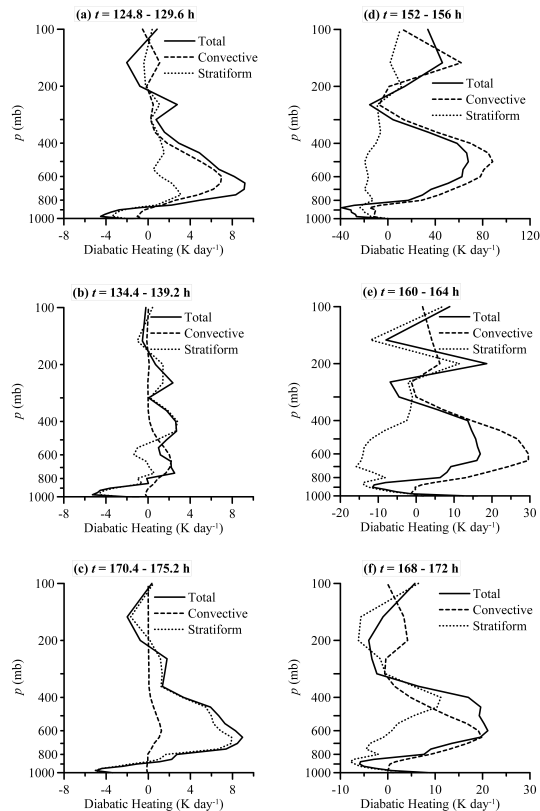 (a) t = 124.8 - 129.6 h
100
200
400
600
800
1000
p (mb)
Total
Convective
Stratiform
-8 -4 0 4 8
Diabatic Heating (K day⁻¹)
(d) t = 152 - 156 h
100
200
400
600
800
1000
p (mb)
Total
Convective
Stratiform
-40 0 40 80 120
Diabatic Heating (K day⁻¹)
(b) t = 134.4 - 139.2 h
100
200
400
600
800
1000
p (mb)
Total
Convective
Stratiform
-8 -4 0 4 8
Diabatic Heating (K day⁻¹)
(e) t = 160 - 164 h
100
200
400
600
800
1000
p (mb)
Total
Convective
Stratiform
-20 -10 0 10 20 30
Diabatic Heating (K day⁻¹)
(c) t = 170.4 - 175.2 h
100
200
400
600
800
1000
p (mb)
Total
Convective
Stratiform
-8 -4 0 4 8
Diabatic Heating (K day⁻¹)
(f) t = 168 - 172 h
100
200
400
600
800
1000
p (mb)
Total
Convective
Stratiform
-10 0 10 20 30
Diabatic Heating (K day⁻¹)